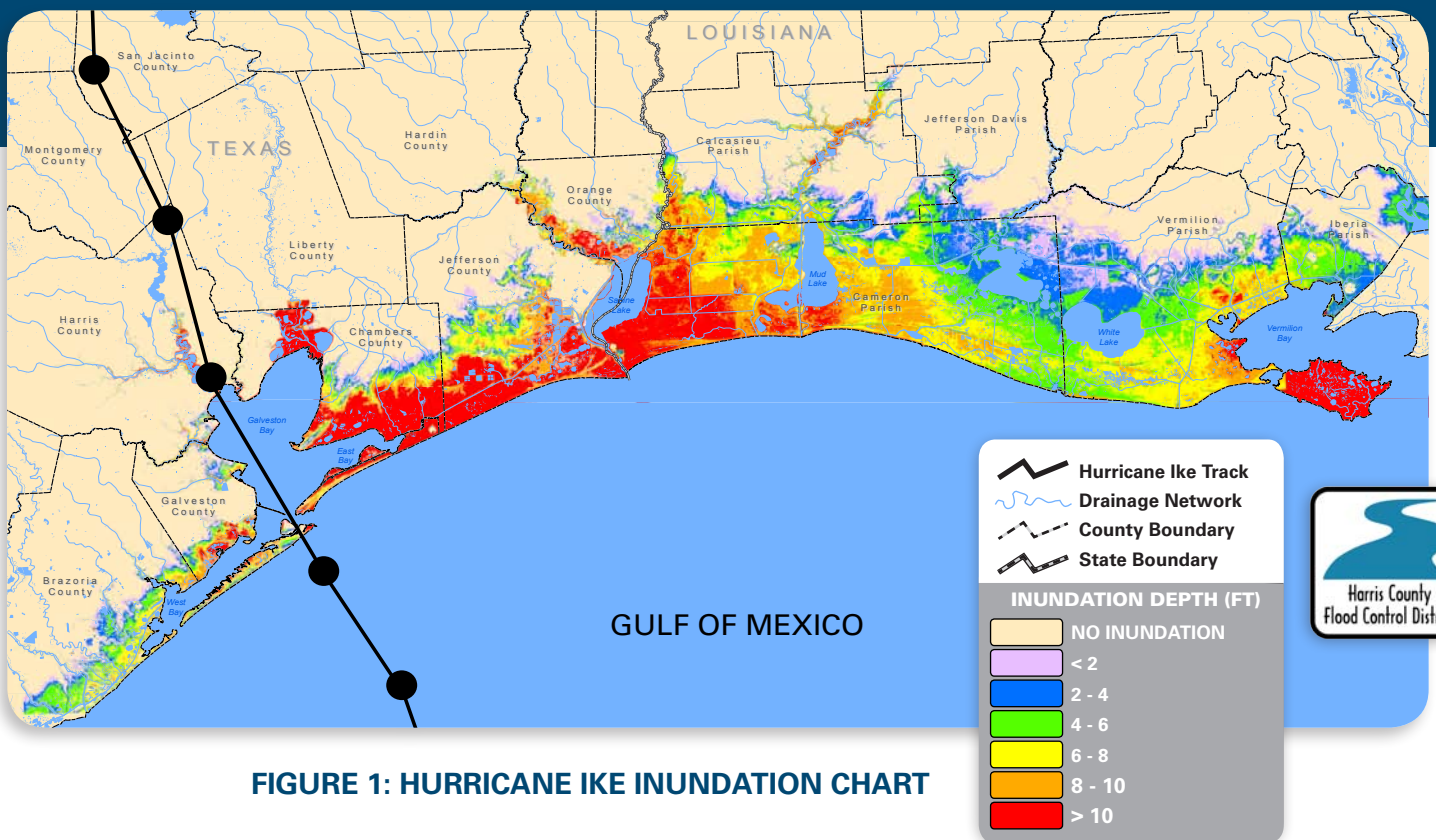 LOUISIANA
San Jacinto
County
Jefferson Davis
Parish
Hardin
County
Calcasieu
Parish
Montgomery
County
TEXAS
Orange
County
Vermilion
Parish
Iberia
Parish
Liberty
County
Jefferson
County
Mud
Lake
Sabine
Lake
Cameron
Parish
Harris
County
Chambers
County
White
Lake
Vermilion
Bay
Galveston
Bay
East
Bay
Galveston
County
Brazoria
County
West
Bay
GULF OF MEXICO
Hurricane Ike Track
Drainage Network
County Boundary
State Boundary
INUNDATION DEPTH (FT)
NO INUNDATION
< 2
2 - 4
4 - 6
6 - 8
8 - 10
> 10
Harris County
Flood Control
FIGURE 1: HURRICANE IKE INUNDATION CHART